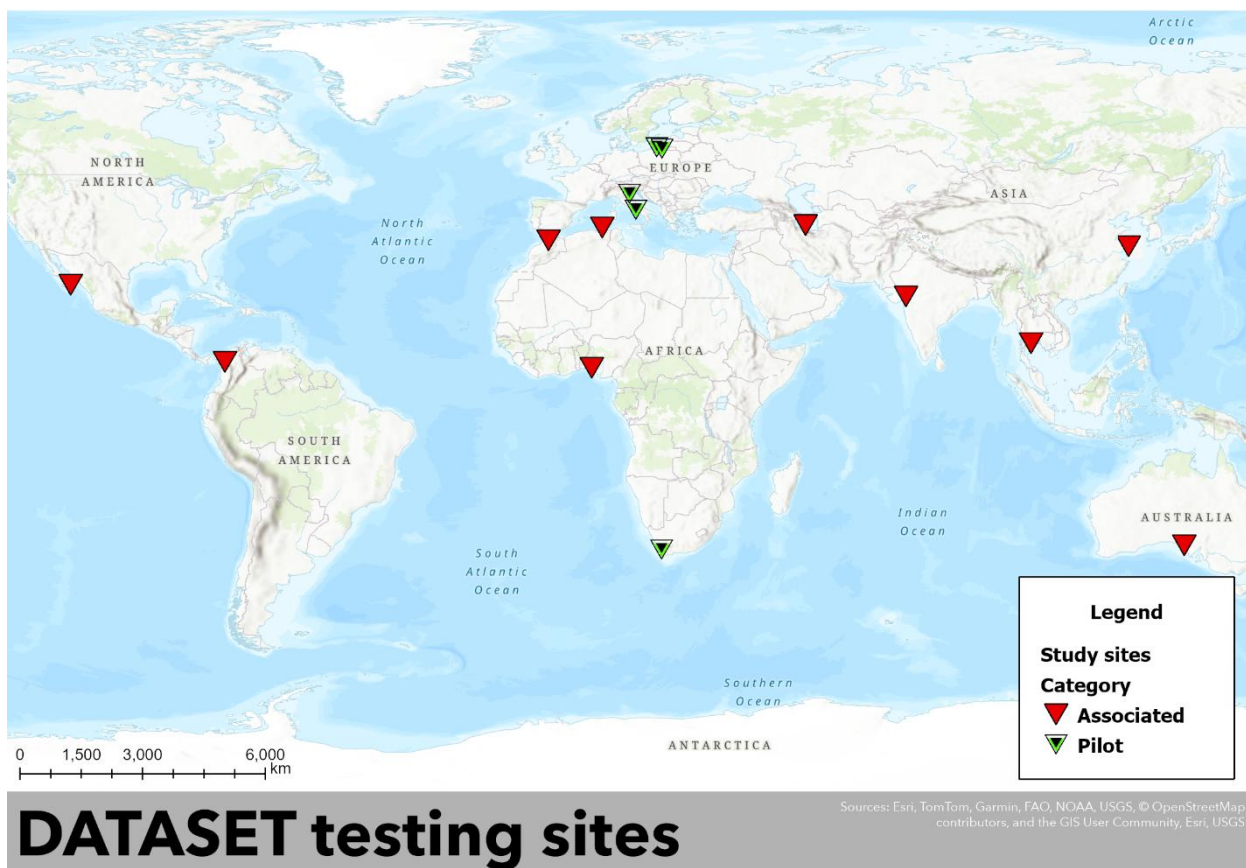 Arctic
Ocean
NORTH
AMERICA
EUROPE
ASIA
North
Atlantic
Ocean
AFRICA
SOUTH
AMERICA
Indian
Ocean
AUSTRALIA
South
Atlantic
Ocean
Southern
Ocean
ANTARCTICA
Legend
Study sites
Category
Associated
Pilot
0 1,500 3,000 6,000
km
DATASET testing sites
Sources: Esri, TomTom, Garmin, FAO, NOAA, USGS, © OpenStreetMap
contributors, and the GIS User Community, Esri, USGS